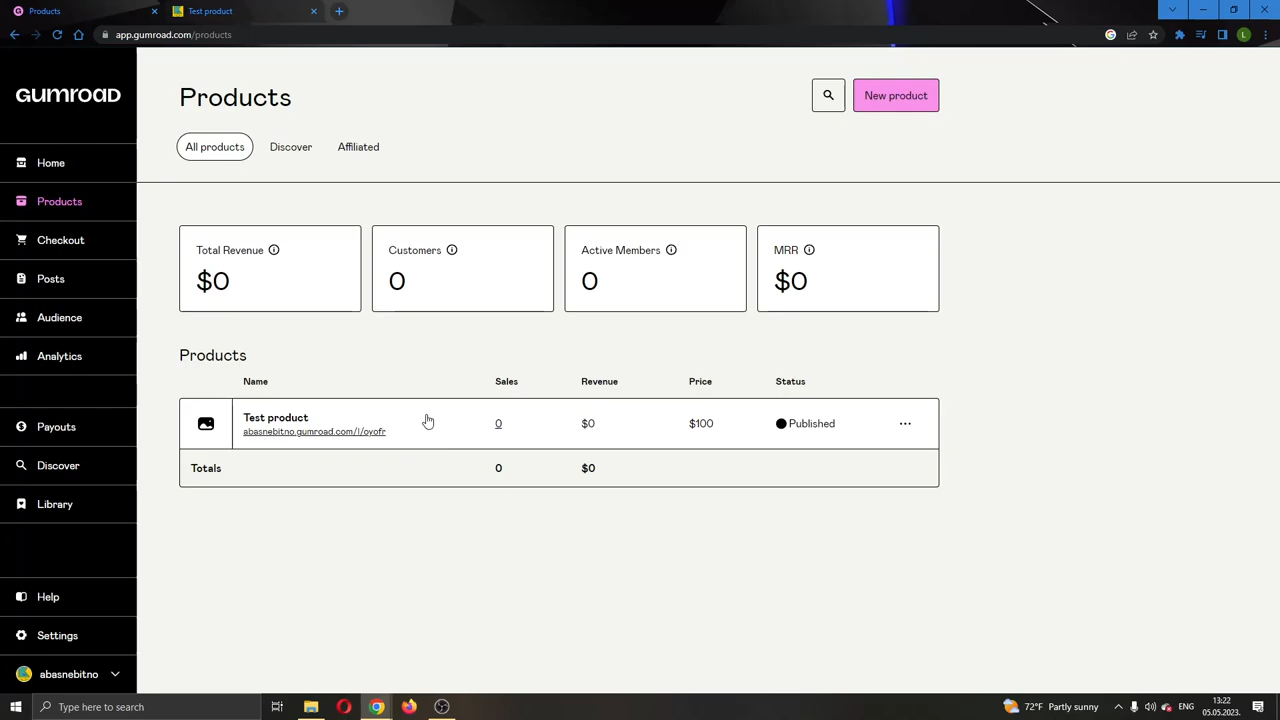 Products
Test product
app.gumroad.com/products
L
GUMROAD
Home
Products
Checkout
Posts
Audience
Analytics
Payouts
Discover
Library
Help
Settings
abasnebitno
Products
New product
All products Discover Affiliated
Total Revenue
$0
Customers
0
Active Members
0
MRR
$0
Products
Name Sales Revenue Price Status
Test product
abasnebitno.gumroad.com/l/oyofr
0 $0 $100 Published
Totals 0 $0
Type here to search
72°F Partly sunny
ENG
13:22
05.05.2023.